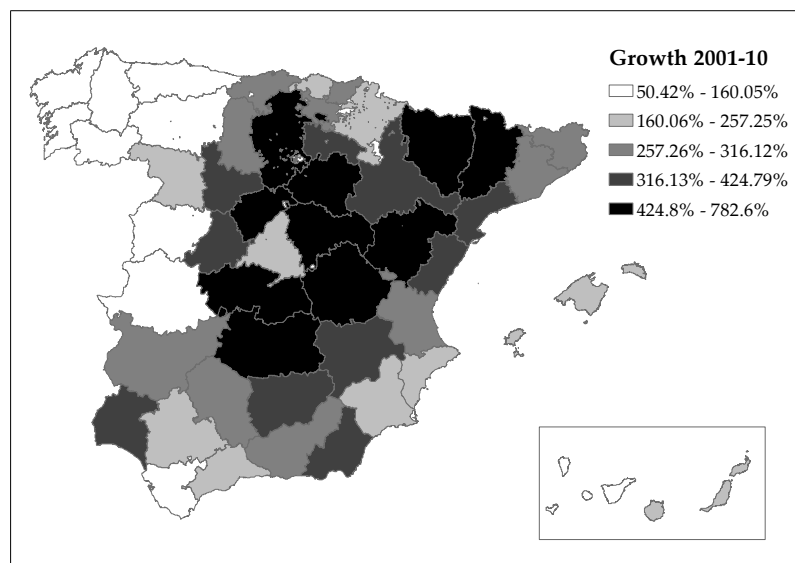 Growth 2001-10
50.42% - 160.05%
160.06% - 257.25%
257.26% - 316.12%
316.13% - 424.79%
424.8% - 782.6%